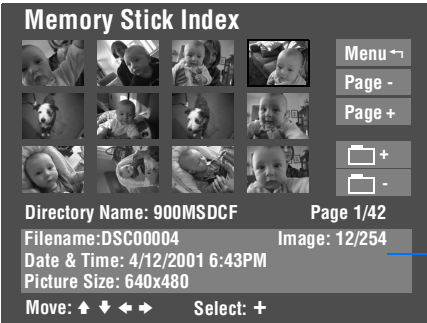 Memory Stick Index
Menu
Page -
Page +
+
-
Directory Name: 900MSDCF Page 1/42
Filename:DSC00004 Image: 12/254
Date & Time: 4/12/2001 6:43PM
Picture Size: 640x480
Move: Select: +